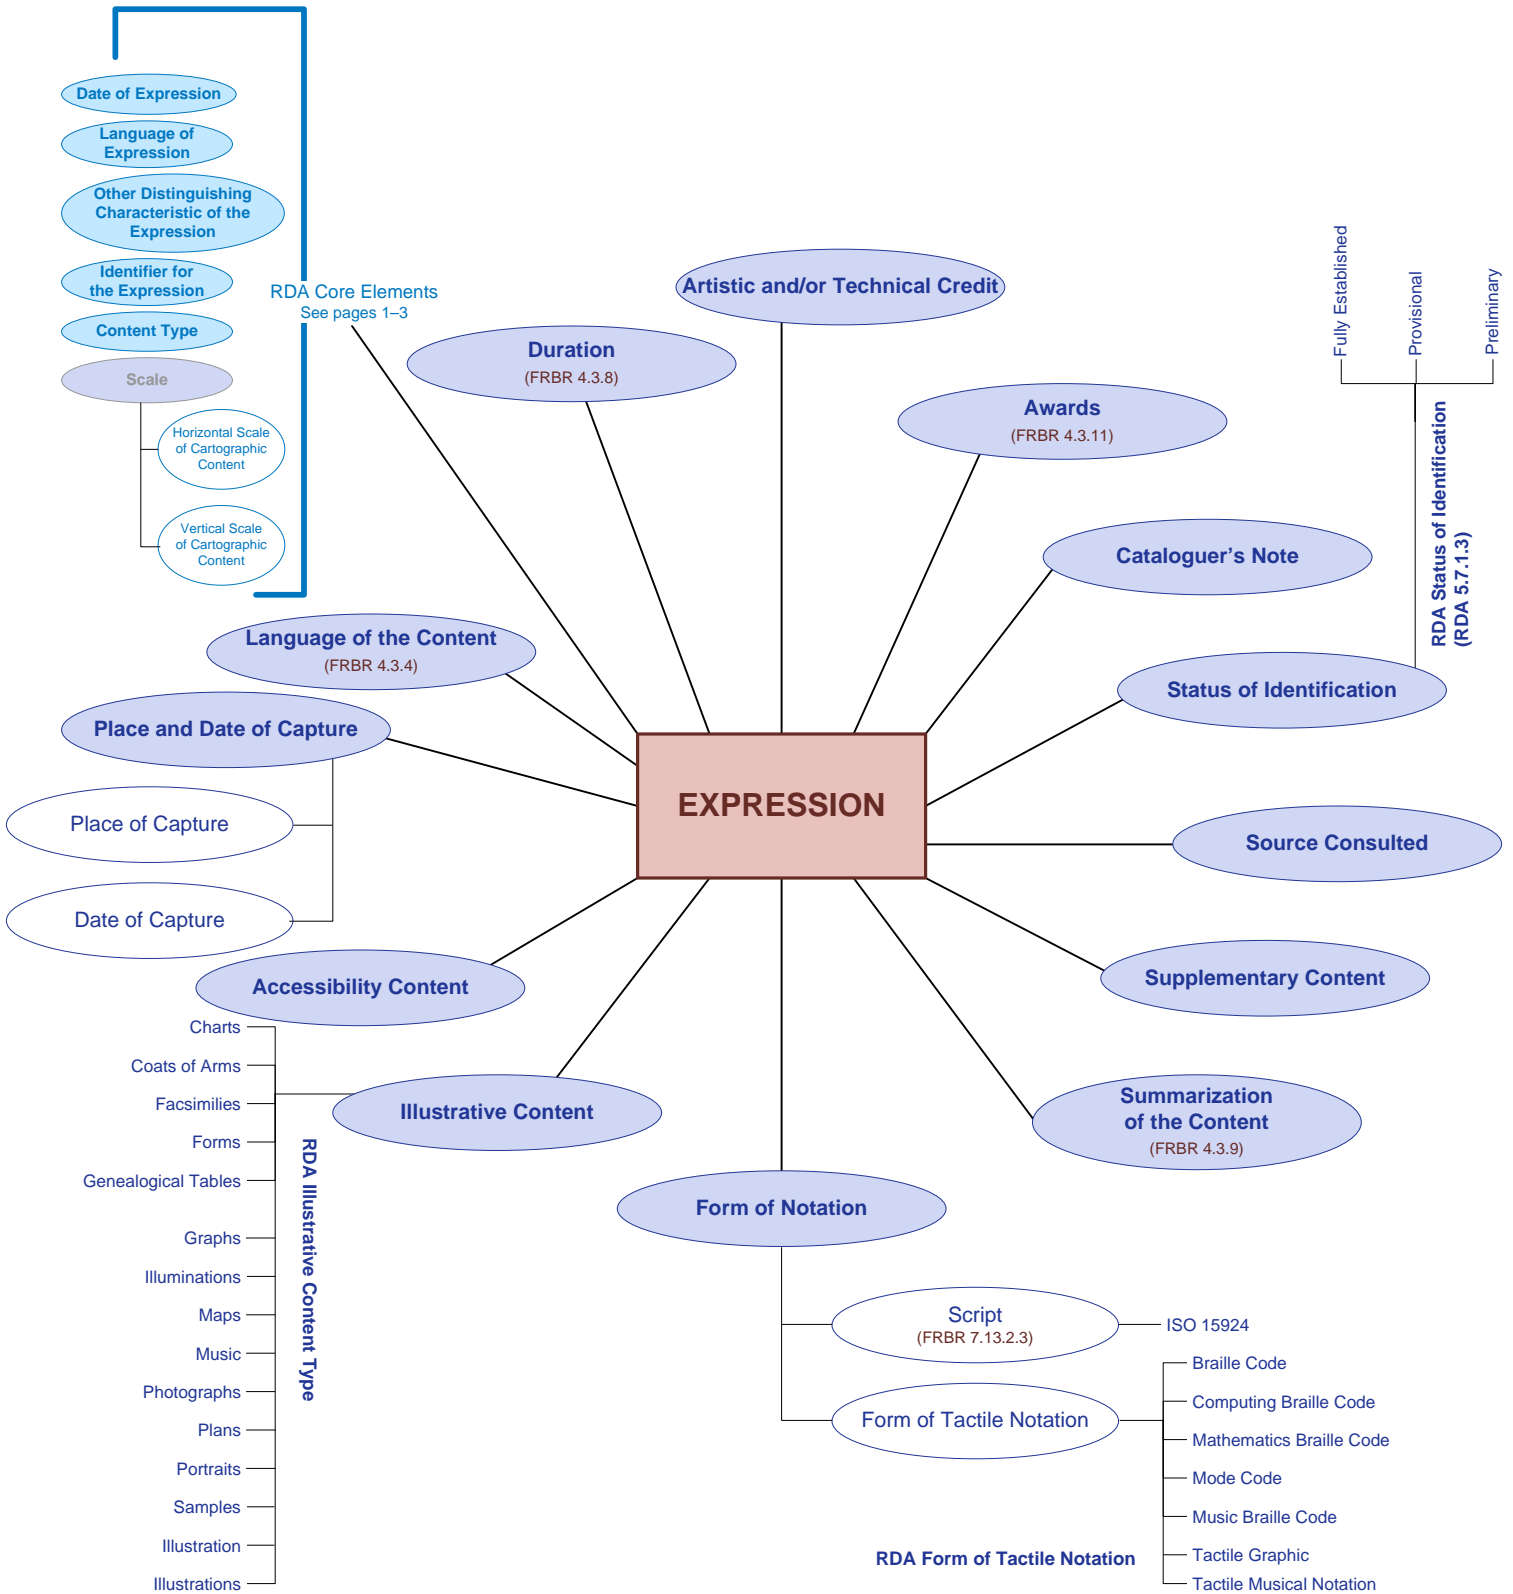 Date of Expression
Language of
Expression
Other Distinguishing
Characteristic of the
Expression
Identifier for
the Expression
Content Type
Scale
Horizontal Scale
of Cartographic
Content
Vertical Scale
of Cartographic
Content
RDA Core Elements
See pages 1–3
Duration
(FRBR 4.3.8)
Artistic and/or Technical Credit
Awards
(FRBR 4.3.11)
Cataloguer’s Note
Fully Established
Provisional
Preliminary
RDA Status of Identification
(RDA 5.7.1.3)
Status of Identification
Language of the Content
(FRBR 4.3.4)
Place and Date of Capture
Place of Capture
Date of Capture
EXPRESSION
Source Consulted
Supplementary Content
Summarization
of the Content
(FRBR 4.3.9)
Accessibility Content
Illustrative Content
Charts
Coats of Arms
Facsimilies
Forms
Genealogical Tables
Graphs
Illuminations
Maps
Music
Photographs
Plans
Portraits
Samples
Illustration
Illustrations
RDA Illustrative Content Type
Form of Notation
Script
(FRBR 7.13.2.3)
ISO 15924
Form of Tactile Notation
Braille Code
Computing Braille Code
Mathematics Braille Code
Mode Code
Music Braille Code
Tactile Graphic
Tactile Musical Notation
RDA Form of Tactile Notation